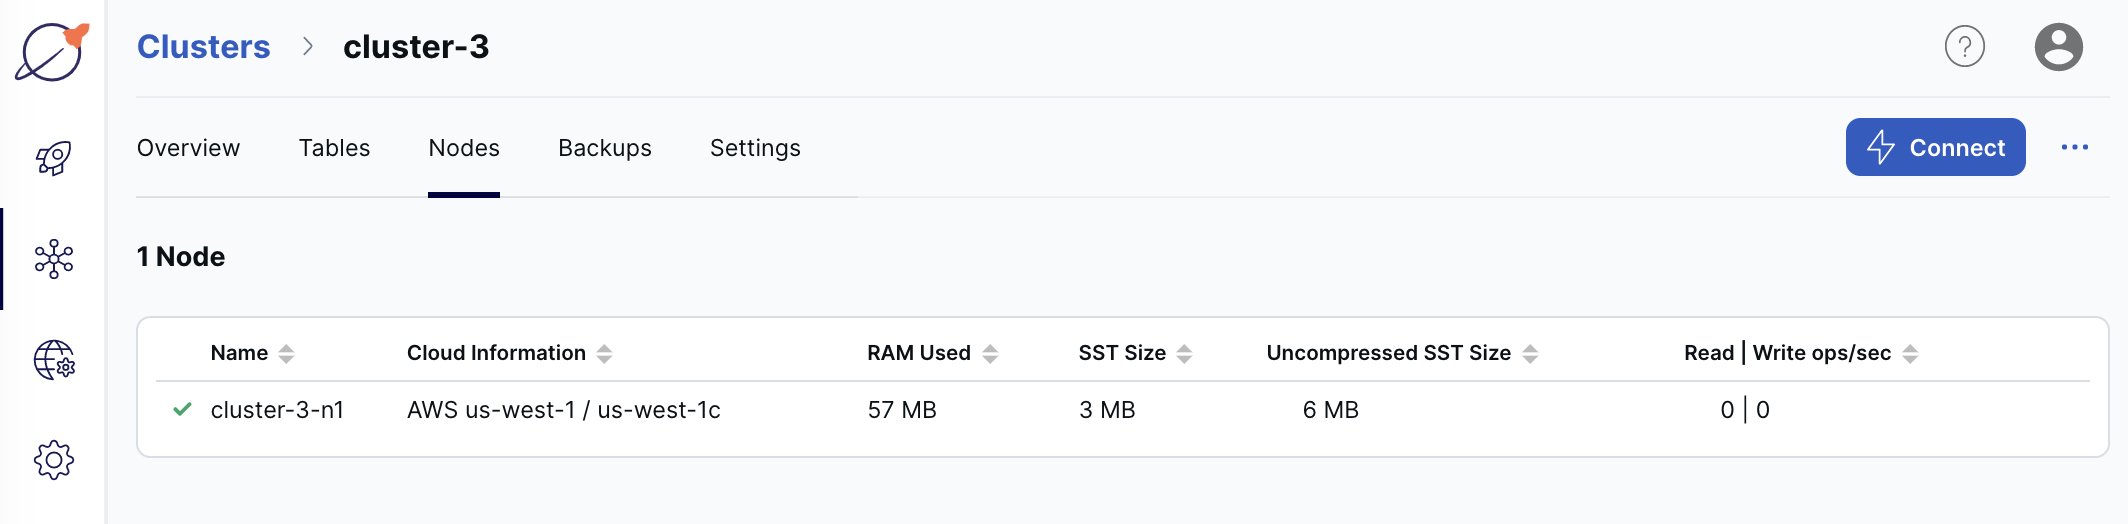 Clusters > cluster-3
?
Overview Tables Nodes Backups Settings Connect ...
1 Node
Name Cloud Information RAM Used SST Size Uncompressed SST Size Read | Write ops/sec
cluster-3-n1 AWS us-west-1 / us-west-1c 57 MB 3 MB 6 MB 0 | 0